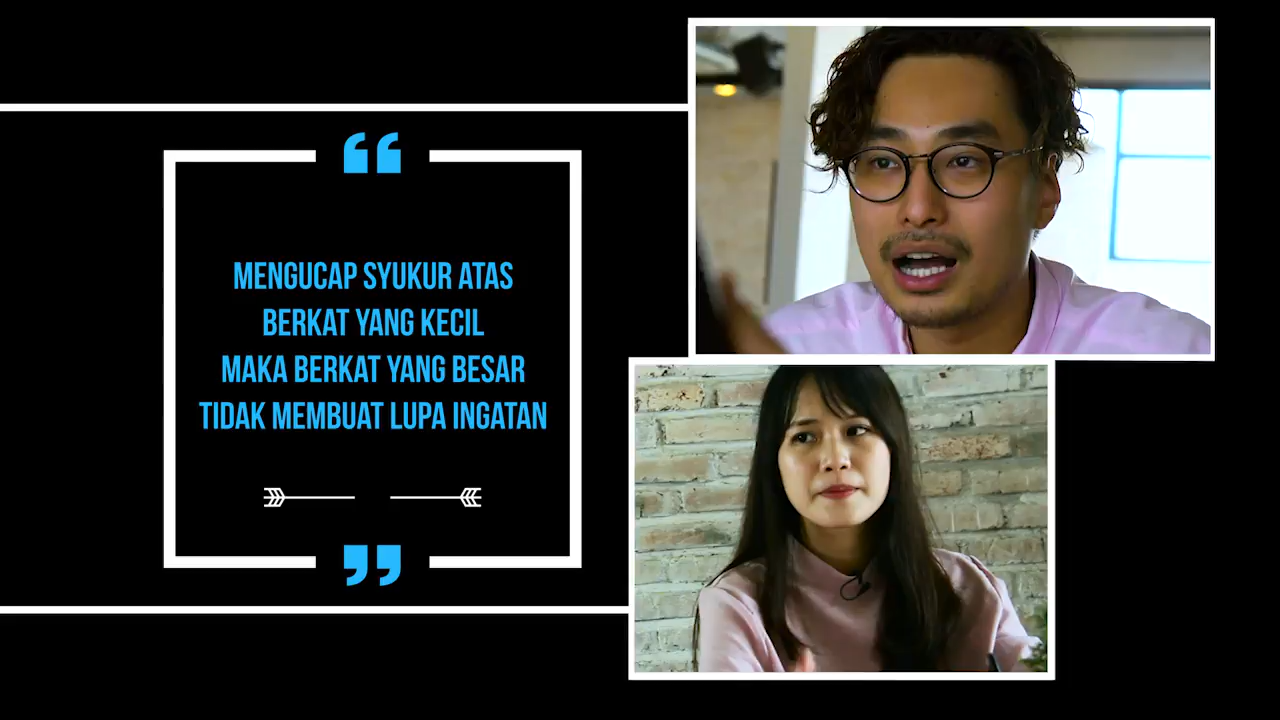 MENGUCAP SYUKUR ATAS
BERKAT YANG KECIL
MAKA BERKAT YANG BESAR
TIDAK MEMBUAT LUPA INGATAN